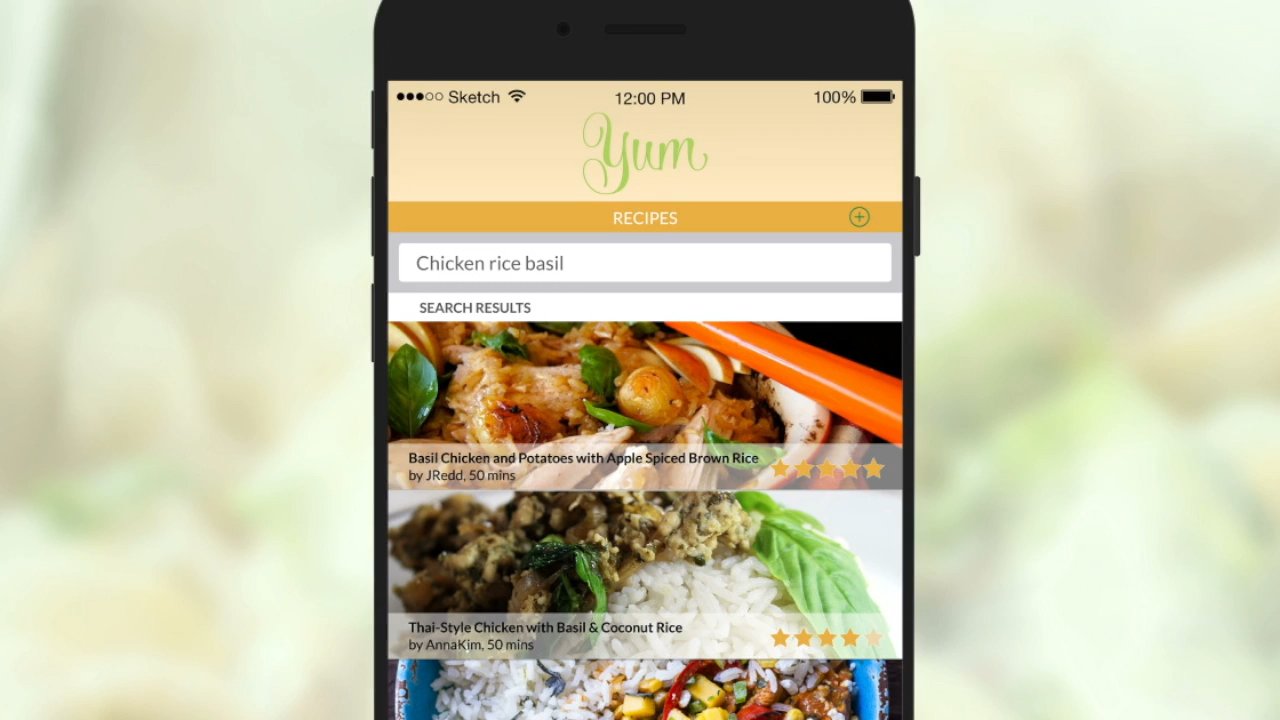 Sketch 12:00 PM 100%
Yum
RECIPES
Chicken rice basil
SEARCH RESULTS
Basil Chicken and Potatoes with Apple Spiced Brown Rice
by JRedd, 50 mins
Thai-Style Chicken with Basil & Coconut Rice
by AnnaKim, 50 mins